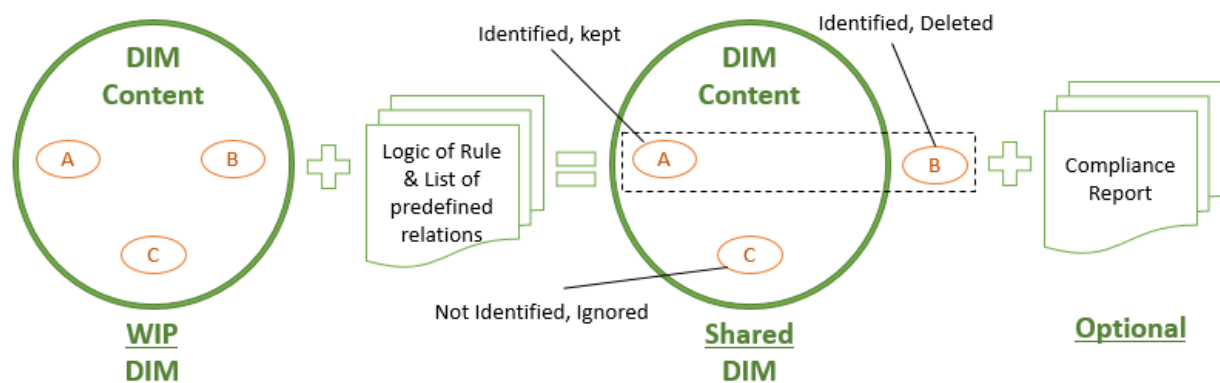 DIM
Content
A
B
C
WIP
DIM
Logic of Rule
& List of
predefined
relations
Identified, kept
Identified, Deleted
DIM
Content
A
B
C
Not Identified, Ignored
Shared
DIM
Compliance
Report
Optional